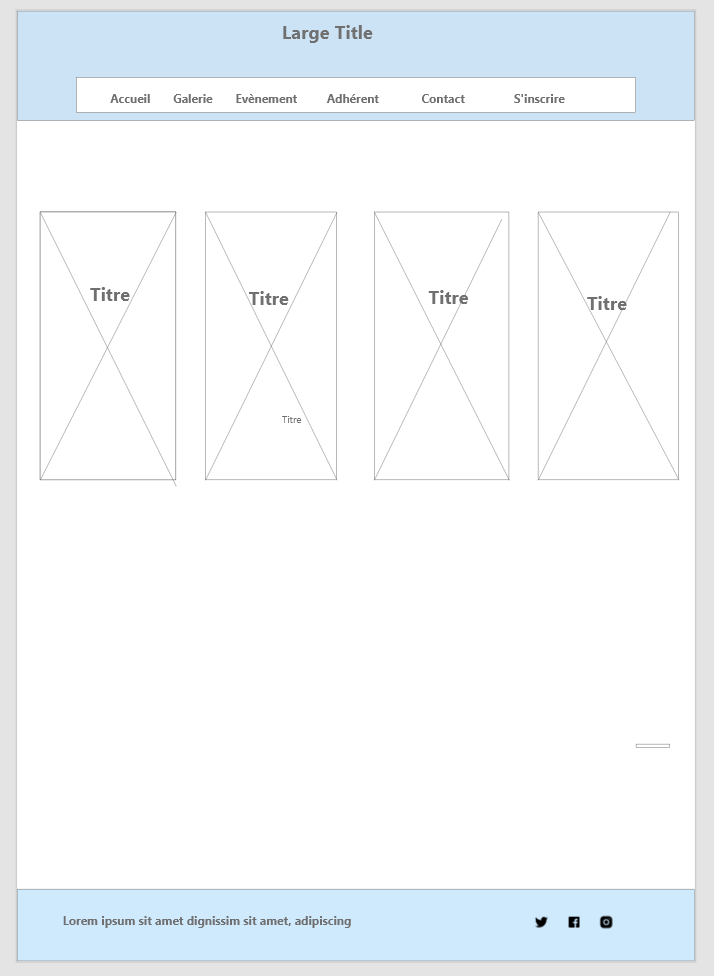 Large Title
Accueil Galerie Evènement Adhérent Contact S'inscrire
Titre Titre Titre Titre
Titre
Lorem ipsum sit amet dignissim sit amet, adipiscing